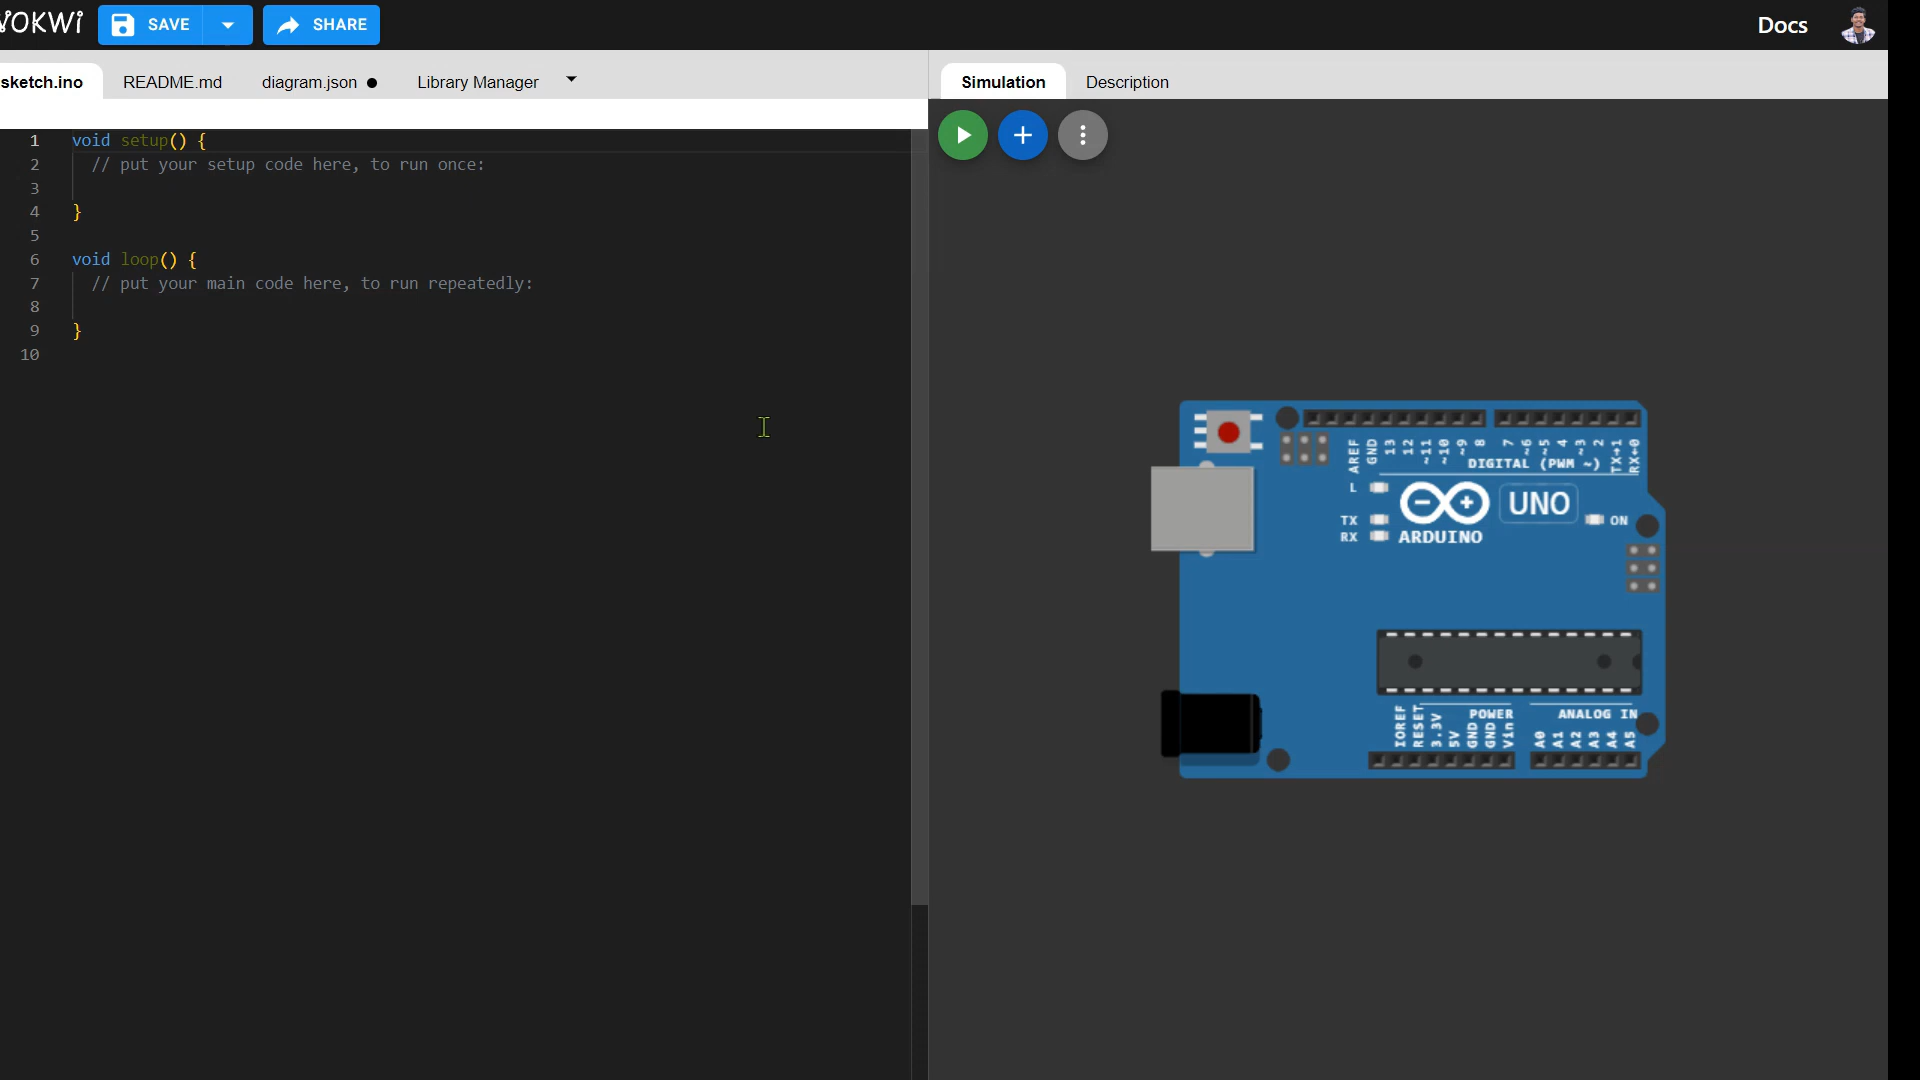 VOKWi SAVE SHARE Docs
sketch.ino README.md diagram.json ● Library Manager Simulation Description
1 void setup() {
2 // put your setup code here, to run once:
3
4 }
5
6 void loop() {
7 // put your main code here, to run repeatedly:
8
9 }
10
AREF GND 13 12 ~11 ~10 ~9 8 7 ~6 ~5 4 ~3 2 TX→1 RX←0
DIGITAL (PWM ~)
L
UNO
TX ON
RX ARDUINO
POWER ANALOG IN
IOREF RESET 3.3V 5V GND GND Vin A0 A1 A2 A3 A4 A5